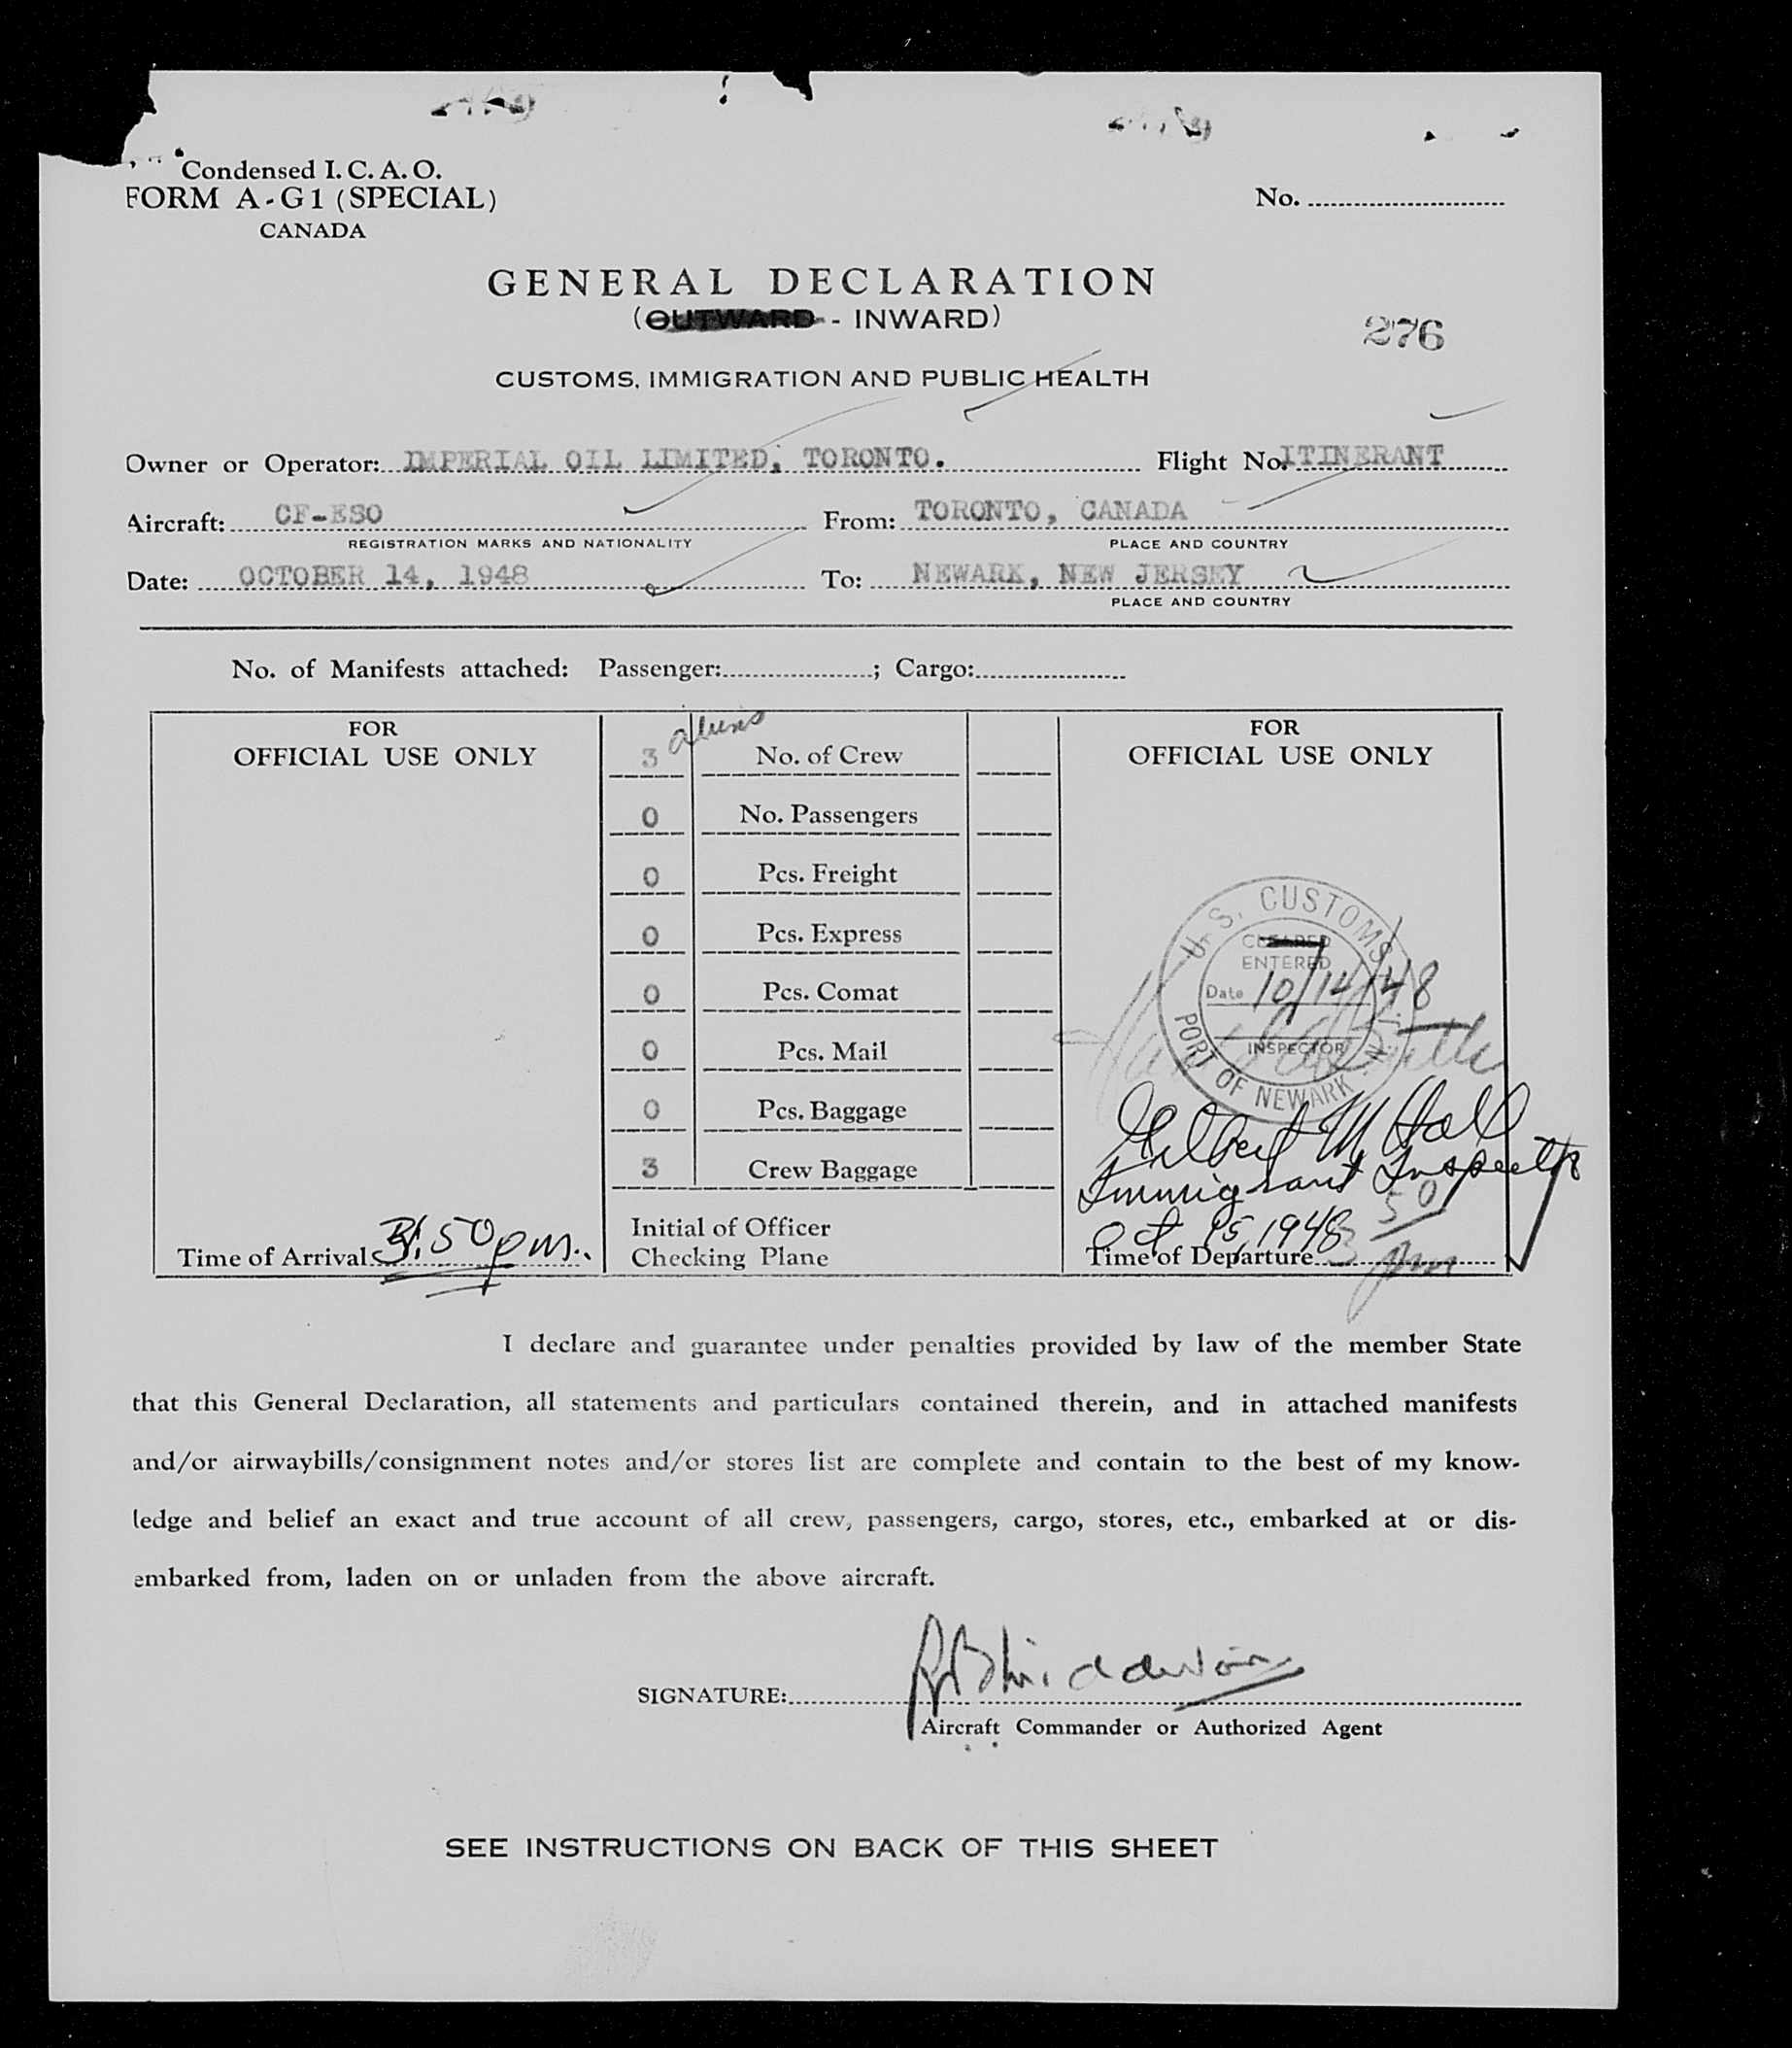 Condensed I. C. A. O.
FORM A-G1 (SPECIAL)
CANADA
No.
GENERAL DECLARATION
(OUTWARD - INWARD)
276
CUSTOMS, IMMIGRATION AND PUBLIC HEALTH
Owner or Operator: IMPERIAL OIL LIMITED, TORONTO. Flight No. ITINERANT
Aircraft: CF-ESO From: TORONTO, CANADA
REGISTRATION MARKS AND NATIONALITY PLACE AND COUNTRY
Date: OCTOBER 14, 1948 To: NEWARK, NEW JERSEY
PLACE AND COUNTRY
No. of Manifests attached: Passenger: ; Cargo:
FOR
OFFICIAL USE ONLY
3 aliens No. of Crew
0 No. Passengers
0 Pcs. Freight
0 Pcs. Express
0 Pcs. Comat
0 Pcs. Mail
0 Pcs. Baggage
3 Crew Baggage
Initial of Officer
Checking Plane
Time of Arrival 3:50 pm.
FOR
OFFICIAL USE ONLY
U. S. CUSTOMS
CLEARED
ENTERED
Date 10/14/48
INSPECTOR
PORT OF NEWARK N. J.
Gilbert M Hall
Immigrant Inspector
Oct 15, 1948
Time of Departure 3 50 pm
I declare and guarantee under penalties provided by law of the member State
that this General Declaration, all statements and particulars contained therein, and in attached manifests
and/or airwaybills/consignment notes and/or stores list are complete and contain to the best of my know-
ledge and belief an exact and true account of all crew, passengers, cargo, stores, etc., embarked at or dis-
embarked from, laden on or unladen from the above aircraft.
SIGNATURE:
Aircraft Commander or Authorized Agent
SEE INSTRUCTIONS ON BACK OF THIS SHEET